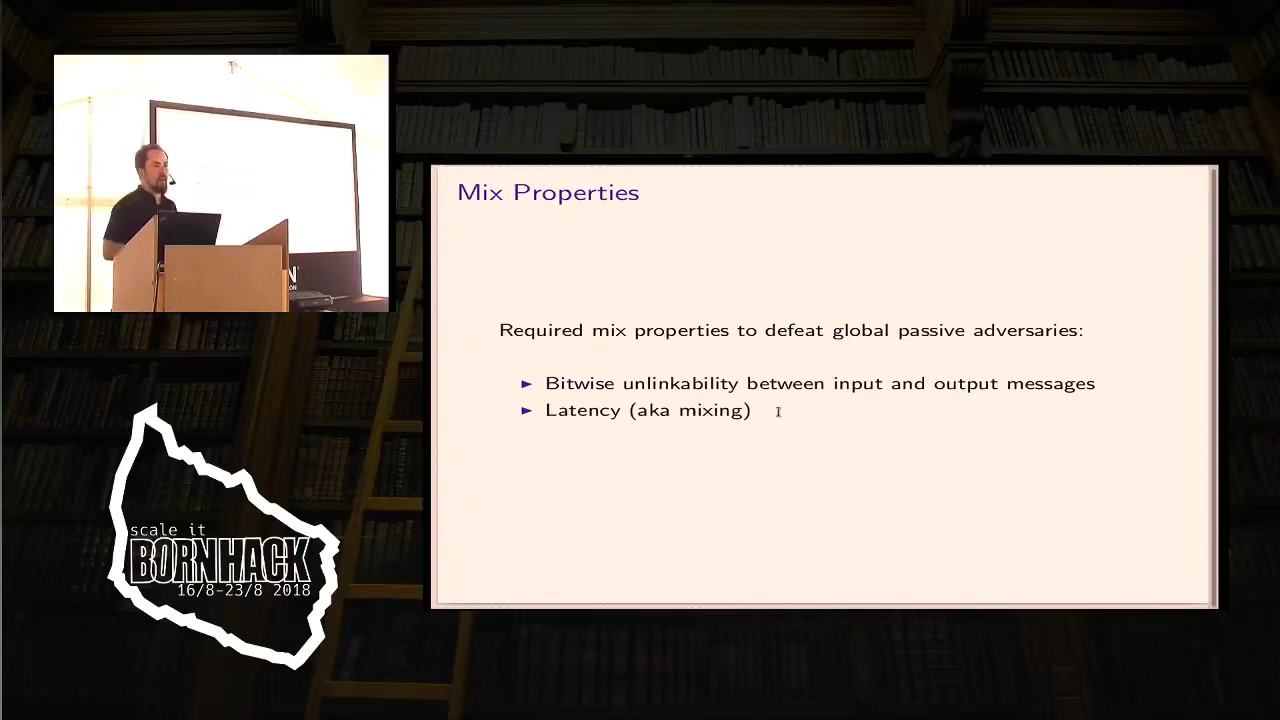 Mix Properties
Required mix properties to defeat global passive adversaries:
► Bitwise unlinkability between input and output messages
► Latency (aka mixing)
scale it
BORNHACK
16/8-23/8 2018